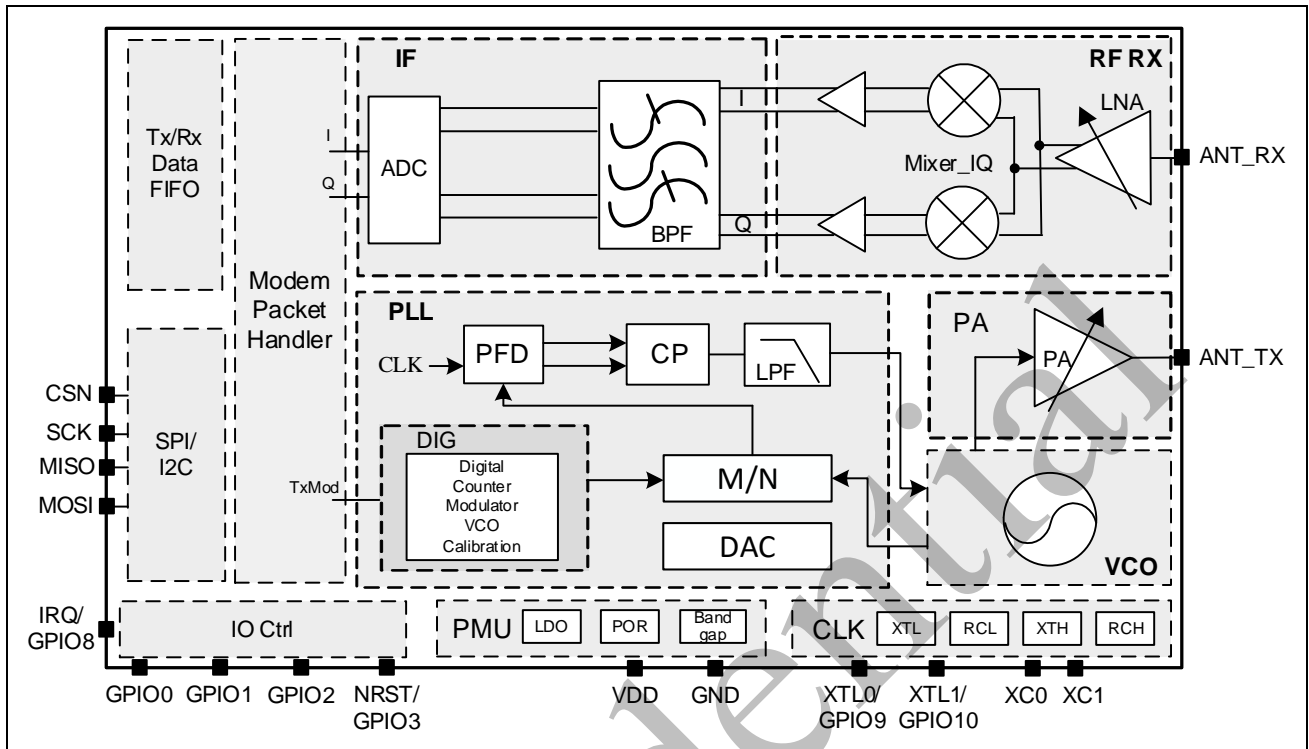 IF
RF RX
Tx/Rx
Data
FIFO
I
Q
ADC
BPF
I
Q
Mixer_IQ
LNA
ANT_RX
Modem
Packet
Handler
PLL
CLK
PFD
CP
LPF
PA
PA
ANT_TX
CSN
SCK
MISO
MOSI
SPI/
I2C
TxMod
DIG
Digital
Counter
Modulator
VCO
Calibration
M/N
DAC
VCO
IRQ/
GPIO8
IO Ctrl
PMU
LDO
POR
Band
gap
CLK
XTL
RCL
XTH
RCH
GPIO0
GPIO1
GPIO2
NRST/
GPIO3
VDD
GND
XTL0/
GPIO9
XTL1/
GPIO10
XC0
XC1
dential